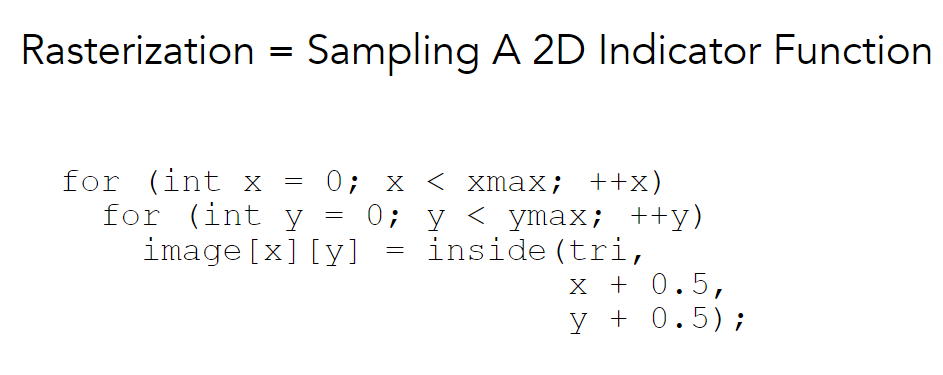 Rasterization = Sampling A 2D Indicator Function
for (int x = 0; x < xmax; ++x)
  for (int y = 0; y < ymax; ++y)
    image[x][y] = inside(tri,
                         x + 0.5,
                         y + 0.5);